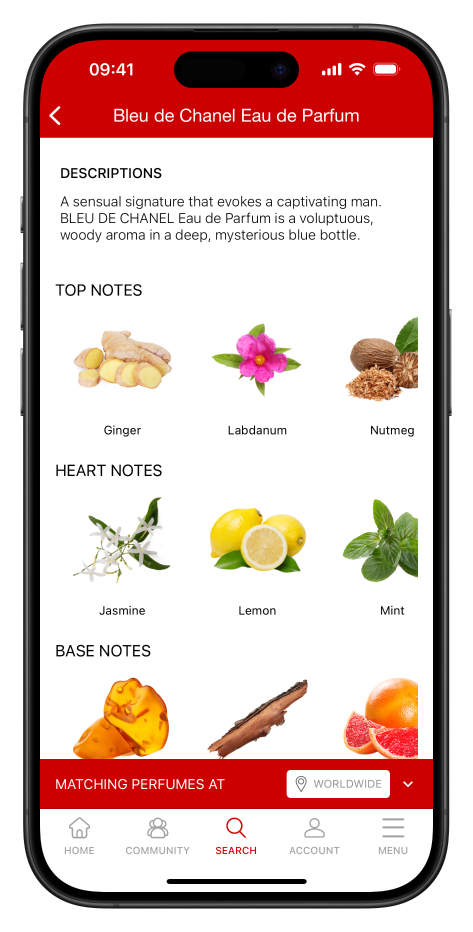 09:41
Bleu de Chanel Eau de Parfum
DESCRIPTIONS
A sensual signature that evokes a captivating man.
BLEU DE CHANEL Eau de Parfum is a voluptuous,
woody aroma in a deep, mysterious blue bottle.
TOP NOTES
Ginger Labdanum Nutmeg
HEART NOTES
Jasmine Lemon Mint
BASE NOTES
MATCHING PERFUMES AT WORLDWIDE
HOME COMMUNITY SEARCH ACCOUNT MENU